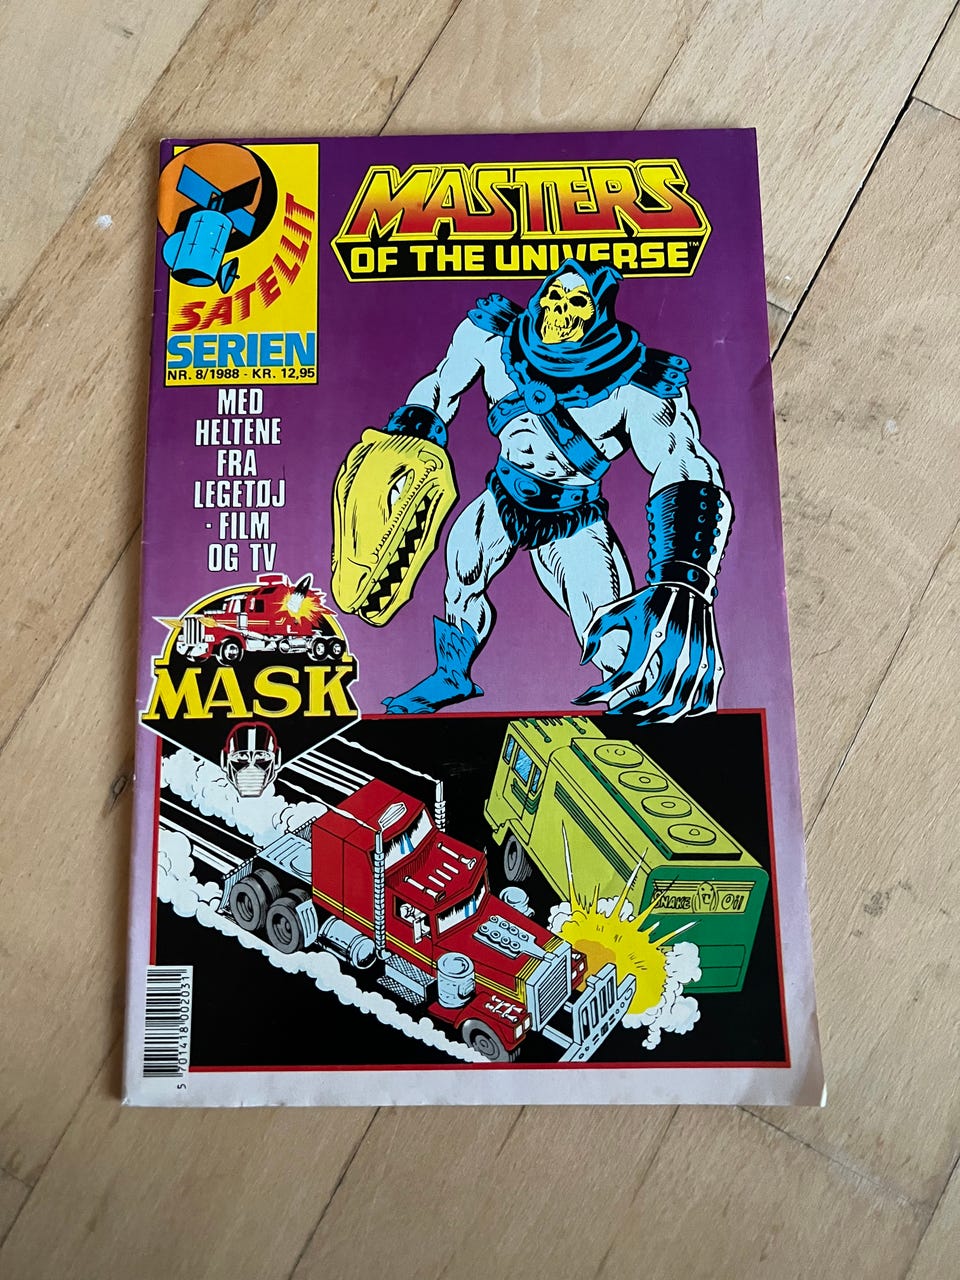 SATELLIT
SERIEN
NR. 8/1988 - KR. 12,95
MASTERS
OF THE UNIVERSE™
MED
HELTENE
FRA
LEGETØJ
· FILM
OG TV
MASK
SNAKE Oil
5 701418 002031